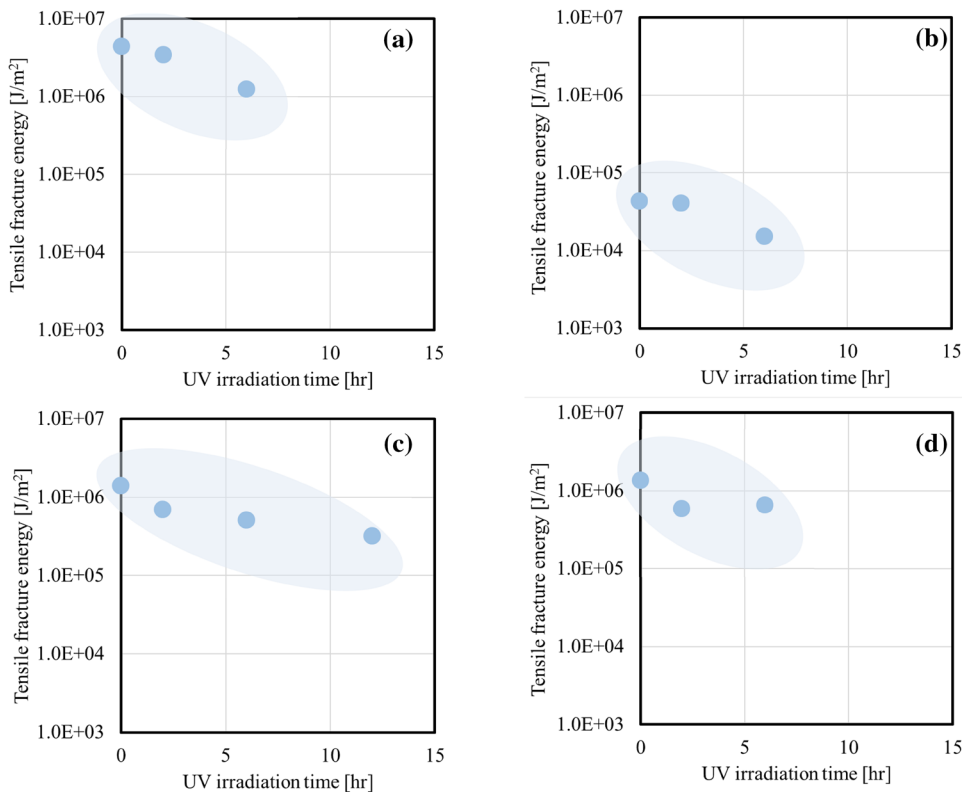 (a)
Tensile fracture energy [J/m²]
1.0E+07
1.0E+06
1.0E+05
1.0E+04
1.0E+03
0 5 10 15
UV irradiation time [hr]
(b)
Tensile fracture energy [J/m²]
1.0E+07
1.0E+06
1.0E+05
1.0E+04
1.0E+03
0 5 10 15
UV irradiation time [hr]
(c)
Tensile fracture energy [J/m²]
1.0E+07
1.0E+06
1.0E+05
1.0E+04
1.0E+03
0 5 10 15
UV irradiation time [hr]
(d)
Tensile fracture energy [J/m²]
1.0E+07
1.0E+06
1.0E+05
1.0E+04
1.0E+03
0 5 10 15
UV irradiation time [hr]